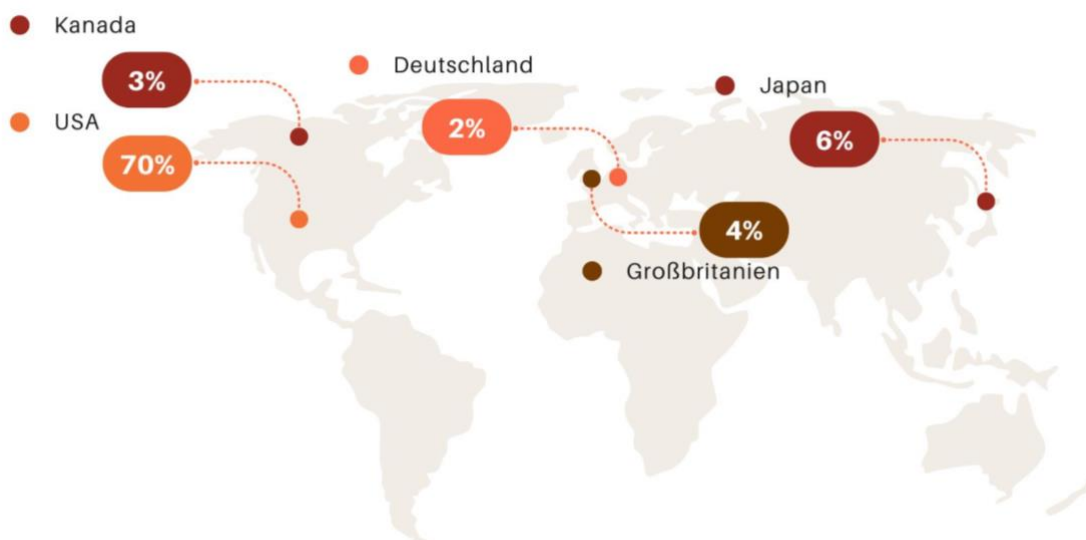 Kanada
3%
USA
70%
Deutschland
2%
Japan
6%
4%
Großbritanien